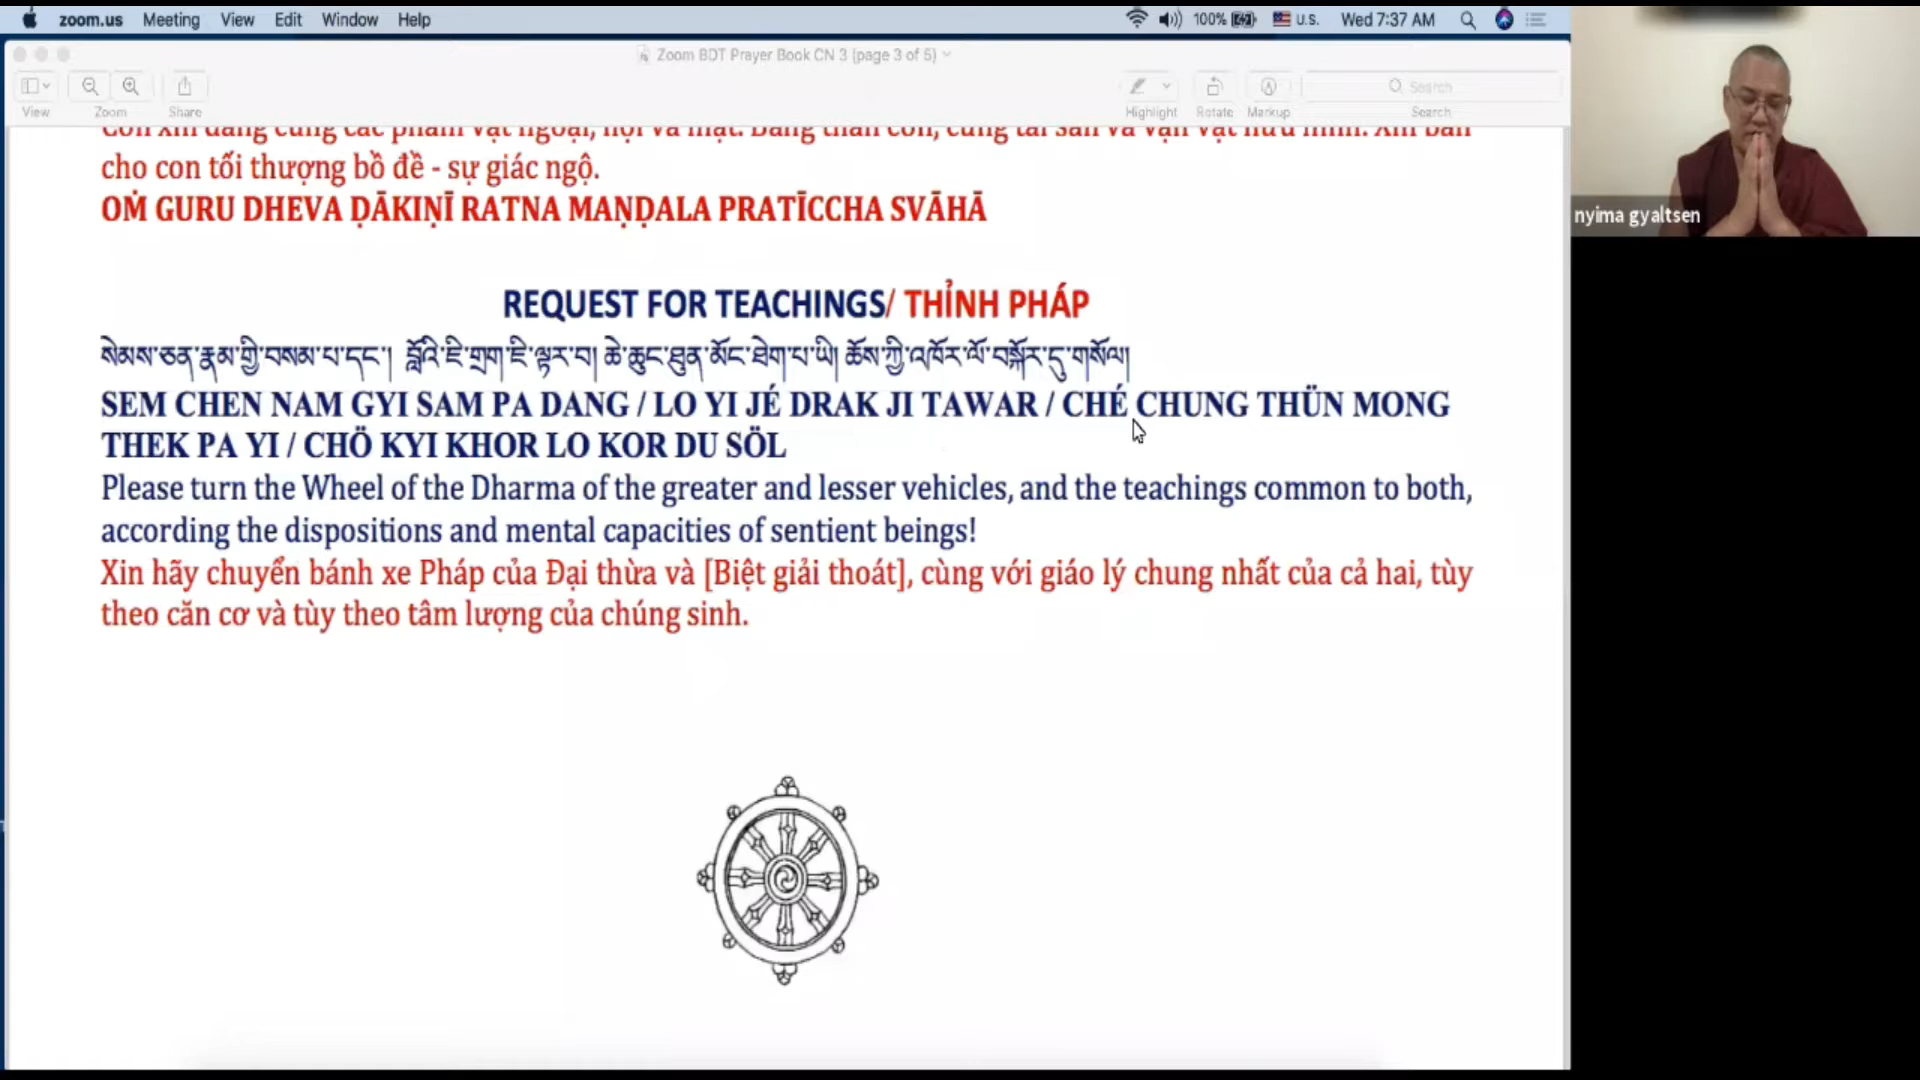 zoom.us Meeting View Edit Window Help 100% U.S. Wed 7:37 AM
Zoom BDT Prayer Book CN 3 (page 3 of 5)
View Zoom Share Highlight Rotate Markup Search
Search
cho con tối thượng bồ đề - sự giác ngộ.
OṀ GURU DHEVA ḌĀKIṆĪ RATNA MAṆḌALA PRATĪCCHA SVĀHĀ
nyima gyaltsen
REQUEST FOR TEACHINGS/ THỈNH PHÁP
སེམས་ཅན་རྣམ་གྱི་བསམ་པ་དང་། བློའི་ཇི་གྲག་ཇི་ལྟར་བ། ཆེ་ཆུང་ཐུན་མོང་ཐེག་པ་ཡི། ཆོས་ཀྱི་འཁོར་ལོ་བསྐོར་དུ་གསོལ།
SEM CHEN NAM GYI SAM PA DANG / LO YI JÉ DRAK JI TAWAR / CHÉ CHUNG THÜN MONG
THEK PA YI / CHÖ KYI KHOR LO KOR DU SÖL
Please turn the Wheel of the Dharma of the greater and lesser vehicles, and the teachings common to both,
according the dispositions and mental capacities of sentient beings!
Xin hãy chuyển bánh xe Pháp của Đại thừa và [Biệt giải thoát], cùng với giáo lý chung nhất của cả hai, tùy
theo căn cơ và tùy theo tâm lượng của chúng sinh.